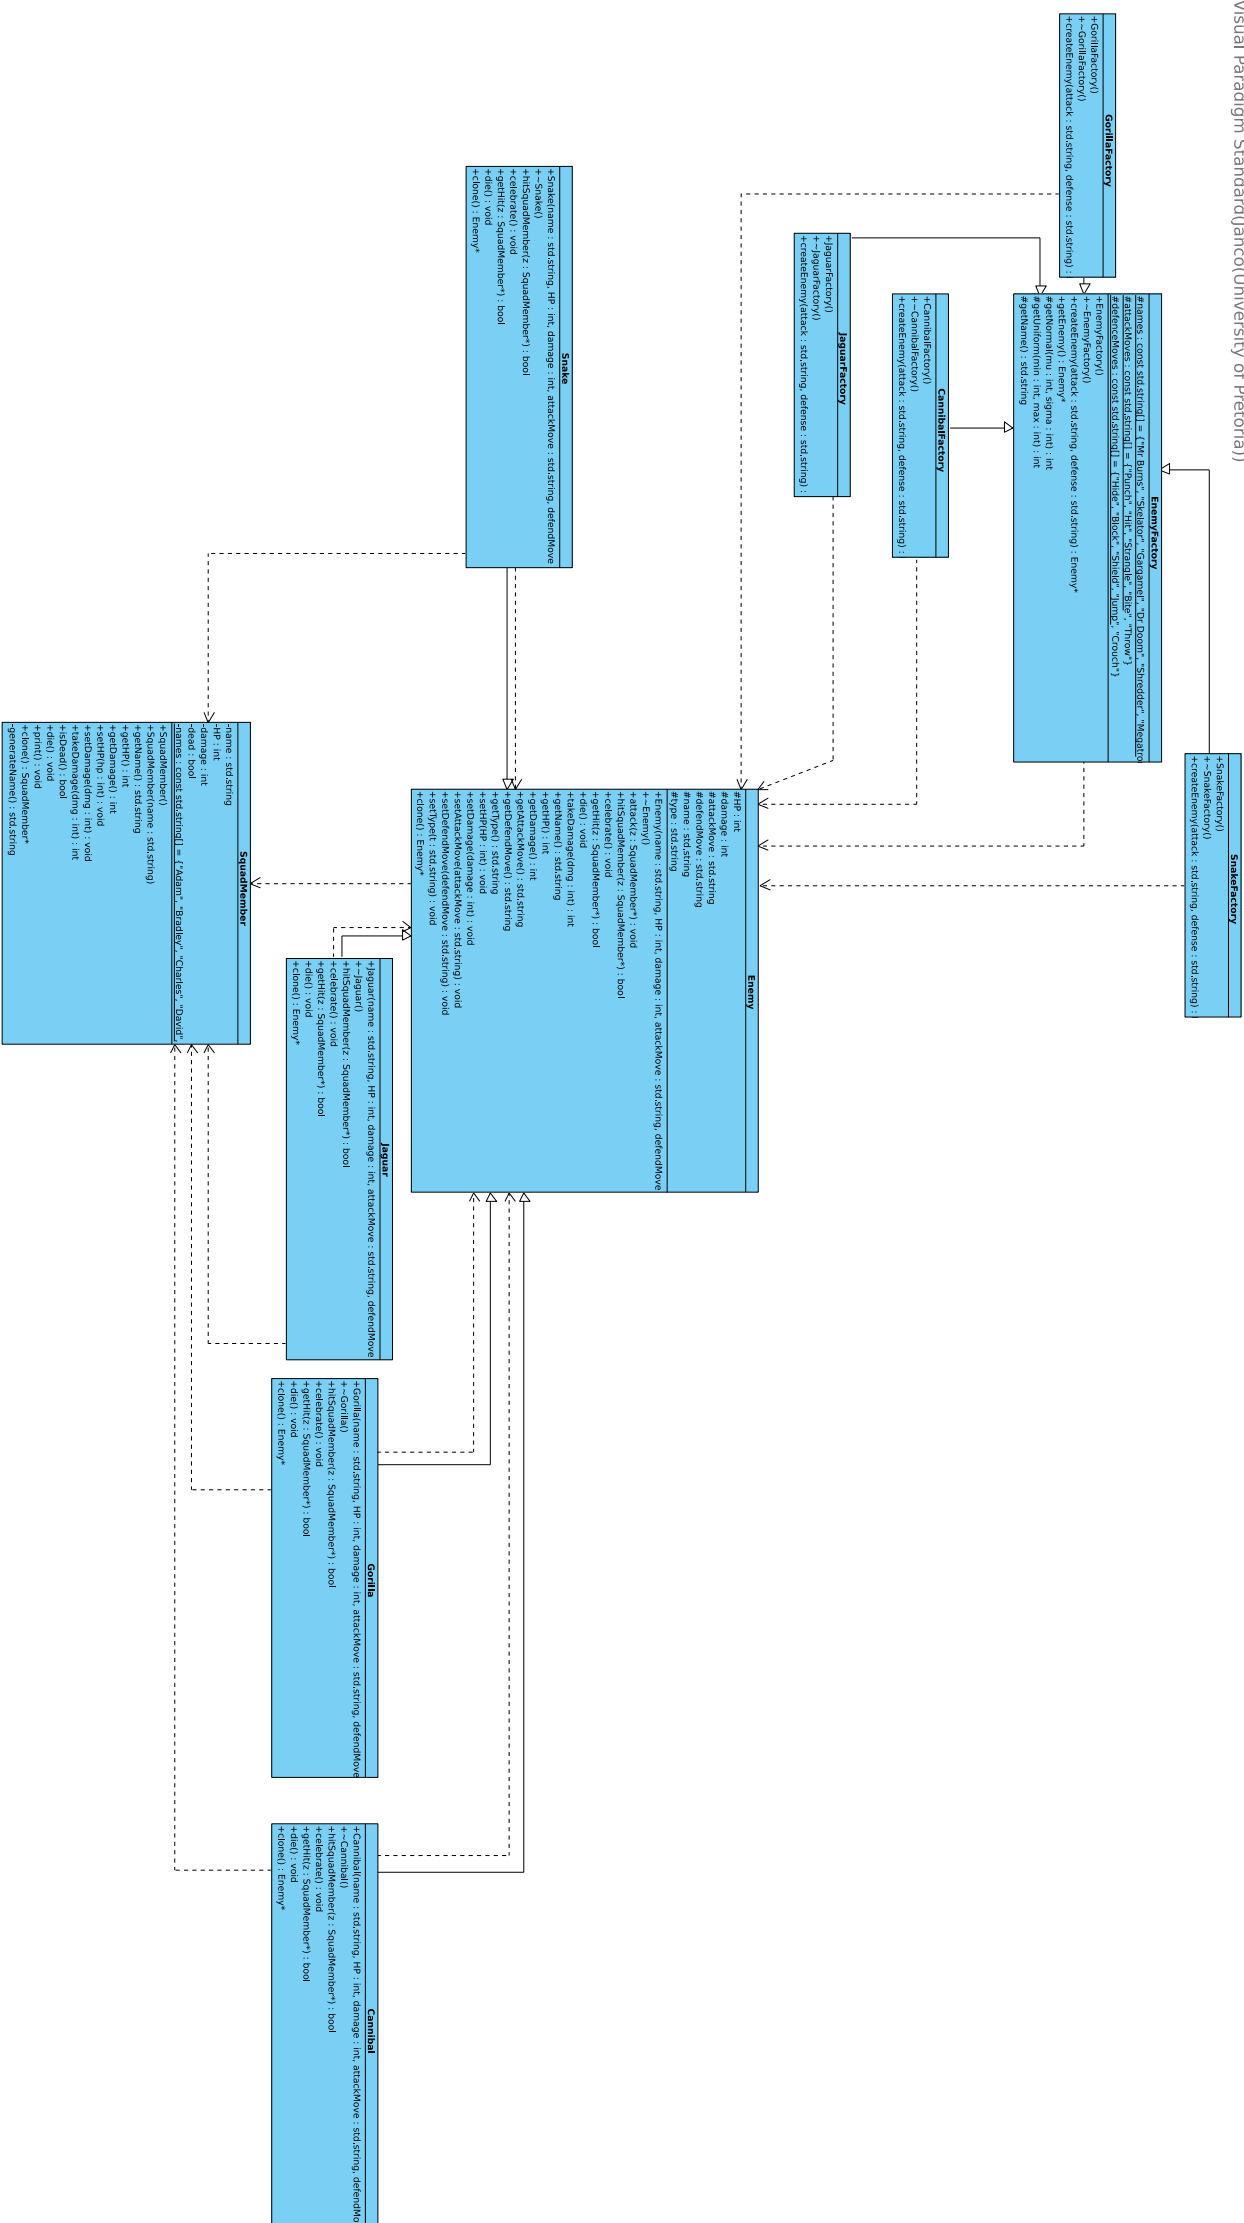 Visual Paradigm Standard(Janco(University of Pretoria))
GorillaFactory
+GorillaFactory()
+~GorillaFactory()
+createEnemy(attack : std.string, defense : std.string) :
EnemyFactory
#names : const std.string[] = {"Mr Burns", "Skelator", "Gargamel", "Dr Doom", "Shredder", "Megatro
#attackMoves : const std.string[] = {"Punch", "Hit", "Strangle", "Bite", "Throw"}
#defenceMoves : const std.string[] = {"Hide", "Block", "Shield", "Jump", "Crouch"}
+EnemyFactory()
+~EnemyFactory()
+createEnemy(attack : std.string, defense : std.string) : Enemy*
+getEnemy() : Enemy*
#getNormal(mu : int, sigma : int) : int
#getUniform(min : int, max : int) : int
#getName() : std.string
SnakeFactory
+SnakeFactory()
+~SnakeFactory()
+createEnemy(attack : std.string, defense : std.string) :
CannibalFactory
+CannibalFactory()
+~CannibalFactory()
+createEnemy(attack : std.string, defense : std.string) :
JaguarFactory
+JaguarFactory()
+~JaguarFactory()
+createEnemy(attack : std.string, defense : std.string) :
Enemy
#HP : int
#damage : int
#attackMove : std.string
#defendMove : std.string
#name : std.string
#type : std.string
+Enemy(name : std.string, HP : int, damage : int, attackMove : std.string, defendMove
+~Enemy()
+attack(z : SquadMember*) : void
+hitSquadMember(z : SquadMember*) : bool
+celebrate() : void
+getHit(z : SquadMember*) : bool
+die() : void
+takeDamage(dmg : int) : int
+getName() : std.string
+getHP() : int
+getDamage() : int
+getAttackMove() : std.string
+getDefendMove() : std.string
+getType() : std.string
+setHP(HP : int) : void
+setDamage(damage : int) : void
+setAttackMove(attackMove : std.string) : void
+setDefendMove(defendMove : std.string) : void
+setType(t : std.string) : void
+clone() : Enemy*
Snake
+Snake(name : std.string, HP : int, damage : int, attackMove : std.string, defendMove
+~Snake()
+hitSquadMember(z : SquadMember*) : bool
+celebrate() : void
+getHit(z : SquadMember*) : bool
+die() : void
+clone() : Enemy*
Jaguar
+Jaguar(name : std.string, HP : int, damage : int, attackMove : std.string, defendMove
+~Jaguar()
+hitSquadMember(z : SquadMember*) : bool
+celebrate() : void
+getHit(z : SquadMember*) : bool
+die() : void
+clone() : Enemy*
Gorilla
+Gorilla(name : std.string, HP : int, damage : int, attackMove : std.string, defendMove
+~Gorilla()
+hitSquadMember(z : SquadMember*) : bool
+celebrate() : void
+getHit(z : SquadMember*) : bool
+die() : void
+clone() : Enemy*
Cannibal
+Cannibal(name : std.string, HP : int, damage : int, attackMove : std.string, defendMo
+~Cannibal()
+hitSquadMember(z : SquadMember*) : bool
+celebrate() : void
+getHit(z : SquadMember*) : bool
+die() : void
+clone() : Enemy*
SquadMember
-name : std.string
-HP : int
-damage : int
-dead : bool
-names : const std.string[] = {"Adam", "Bradley", "Charles", "David",
+SquadMember()
+SquadMember(name : std.string)
+getName() : std.string
+getHP() : int
+getDamage() : int
+setHP(hp : int) : void
+setDamage(dmg : int) : void
+takeDamage(dmg : int) : int
+isDead() : bool
+die() : void
+print() : void
+clone() : SquadMember*
-generateName() : std.string